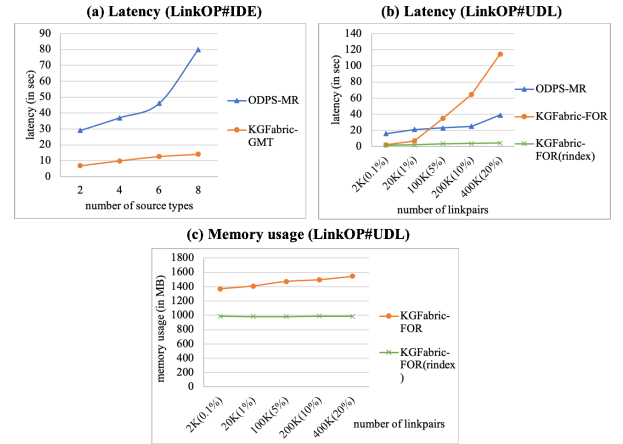 (a) Latency (LinkOP#IDE)
90
80
70
60
50
40
30
20
10
0
latency (in sec)
2 4 6 8
number of source types
ODPS-MR
KGFabric-
GMT
(b) Latency (LinkOP#UDL)
140
120
100
80
60
40
20
0
latency (in sec)
2K(0.1%) 20K(1%) 100K(5%) 200K(10%) 400K(20%)
number of linkpairs
ODPS-MR
KGFabric-FOR
KGFabric-
FOR(rindex)
(c) Memory usage (LinkOP#UDL)
1800
1600
1400
1200
1000
800
600
400
200
0
memory usage (in MB)
2K(0.1%) 20K(1%) 100K(5%) 200K(10%) 400K(20%)
number of linkpairs
KGFabric-
FOR
KGFabric-
FOR(rindex
)